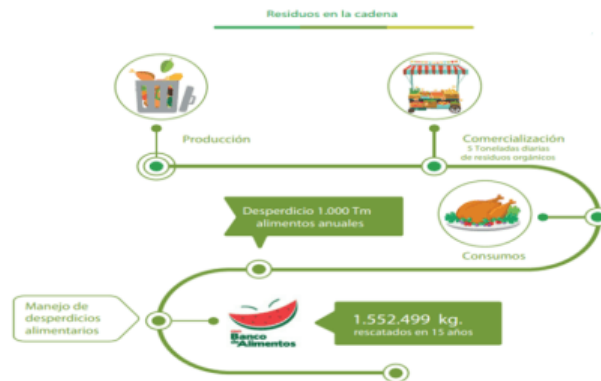 Residuos en la cadena
Producción
Comercialización
5 Toneladas diarias
de residuos orgánicos
Desperdicio 1.000 Tm
alimentos anuales
Consumos
Manejo de
desperdicios
alimentarios
Banco
de Alimentos
1.552.499 kg.
rescatados en 15 años